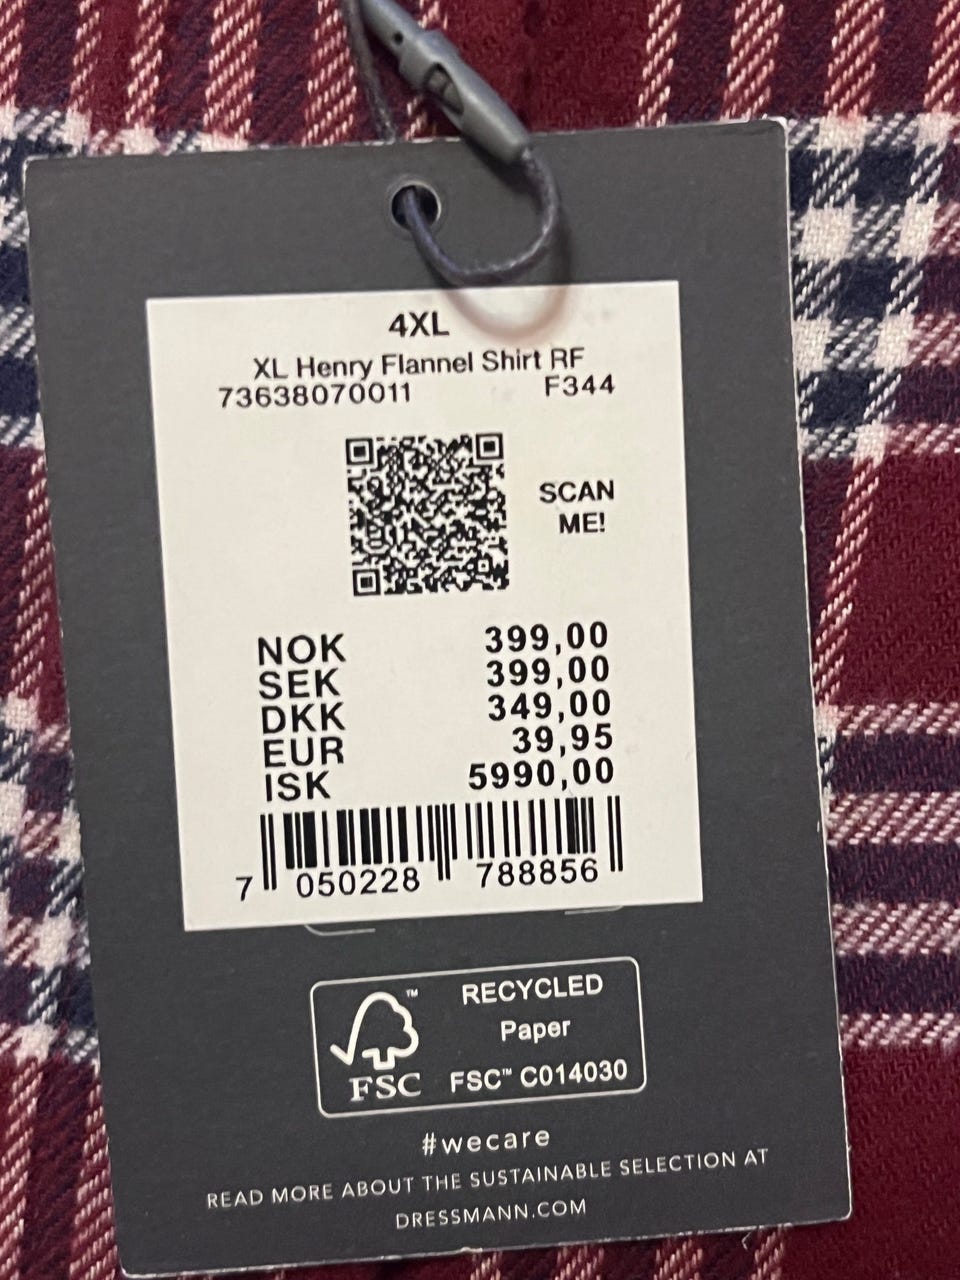 4XL
XL Henry Flannel Shirt RF
73638070011 F344
SCAN
ME!
NOK 399,00
SEK 399,00
DKK 349,00
EUR 39,95
ISK 5990,00
7 050228 788856
™ RECYCLED
Paper
FSC FSC™ C014030
#wecare
READ MORE ABOUT THE SUSTAINABLE SELECTION AT
DRESSMANN.COM